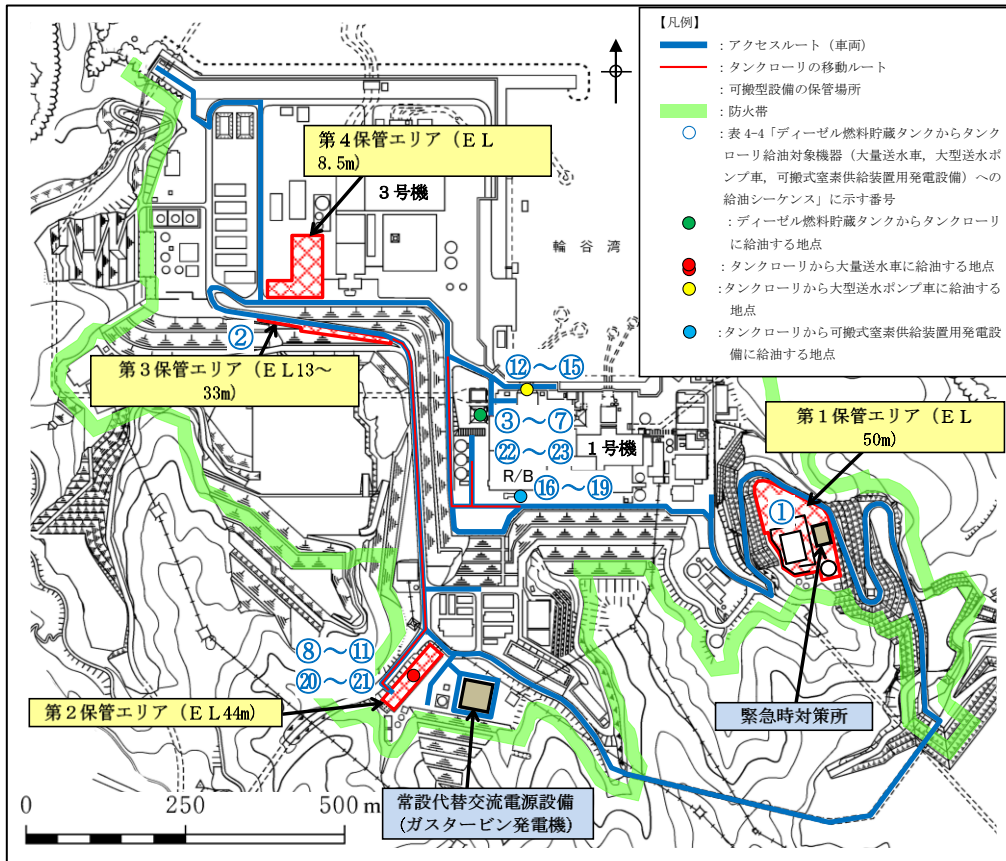 【凡例】
：アクセスルート（車両）
：タンクローリの移動ルート
：可搬型設備の保管場所
：防火帯
：表 4-4「ディーゼル燃料貯蔵タンクからタンク
ローリ給油対象機器（大量送水車，大型送水ポ
ンプ車，可搬式窒素供給装置用発電設備）への
給油シーケンス」に示す番号
：ディーゼル燃料貯蔵タンクからタンクローリ
に給油する地点
：タンクローリから大量送水車に給油する地点
：タンクローリから大型送水ポンプ車に給油する
地点
：タンクローリから可搬式窒素供給装置用発電設
備に給油する地点
第４保管エリア（ＥＬ
8.5m）
３号機
輪谷湾
②
第３保管エリア（ＥＬ13～
33m）
⑫～⑮
③～⑦
㉒～㉓
１号機
R/B
⑯～⑲
第１保管エリア（ＥＬ
50m）
①
⑧～⑪
⑳～㉑
第２保管エリア（ＥＬ44m）
緊急時対策所
常設代替交流電源設備
（ガスタービン発電機）
0 250 500 m